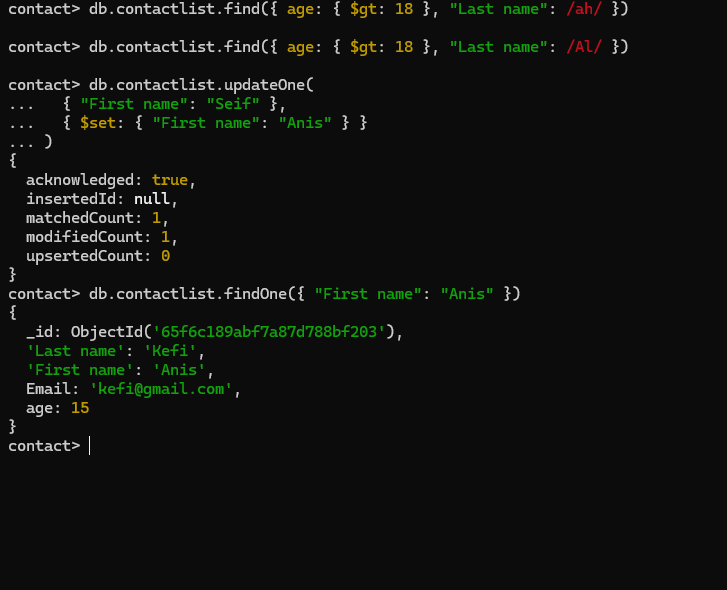 contact> db.contactlist.find({ age: { $gt: 18 }, "Last name": /ah/ })
contact> db.contactlist.find({ age: { $gt: 18 }, "Last name": /Al/ })
contact> db.contactlist.updateOne(
...   { "First name": "Seif" },
...   { $set: { "First name": "Anis" } }
... )
{
  acknowledged: true,
  insertedId: null,
  matchedCount: 1,
  modifiedCount: 1,
  upsertedCount: 0
}
contact> db.contactlist.findOne({ "First name": "Anis" })
{
  _id: ObjectId('65f6c189abf7a87d788bf203'),
  'Last name': 'Kefi',
  'First name': 'Anis',
  Email: 'kefi@gmail.com',
  age: 15
}
contact>